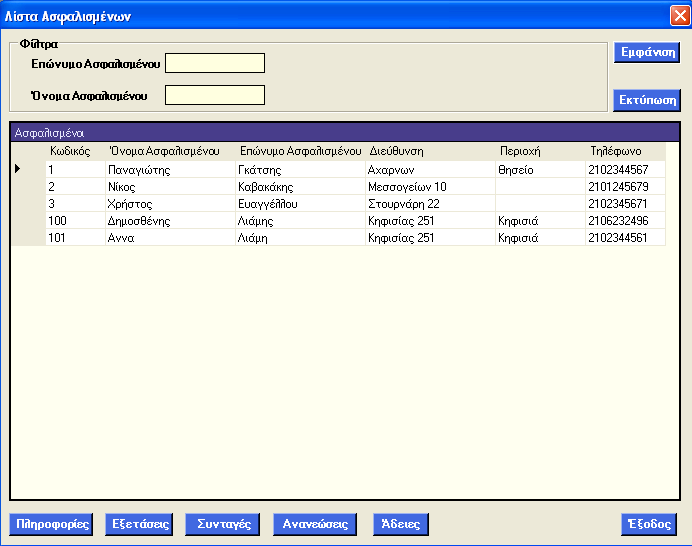 Λίστα Ασφαλισμένων
Φίλτρα
Επώνυμο Ασφαλισμένου
Εμφάνιση
Όνομα Ασφαλισμένου
Εκτύπωση
Ασφαλισμένοι
Κωδικός Όνομα Ασφαλισμένου Επώνυμο Ασφαλισμένου Διεύθυνση Περιοχή Τηλέφωνο
1 Παναγιώτης Γκάτσης Αχαρνων Θησείο 2102344567
2 Νίκος Καβακάκης Μεσσογείων 10 2101245679
3 Χρήστος Ευαγγέλλου Στουρνάρη 22 2102345671
100 Δημοσθένης Λιάμης Κηφισίας 251 Κηφισιά 2106232496
101 Αννα Λιάμη Κηφισίας 251 Κηφισιά 2102344561
Πληροφορίες Εξετάσεις Συνταγές Ανανεώσεις Άδειες Έξοδος